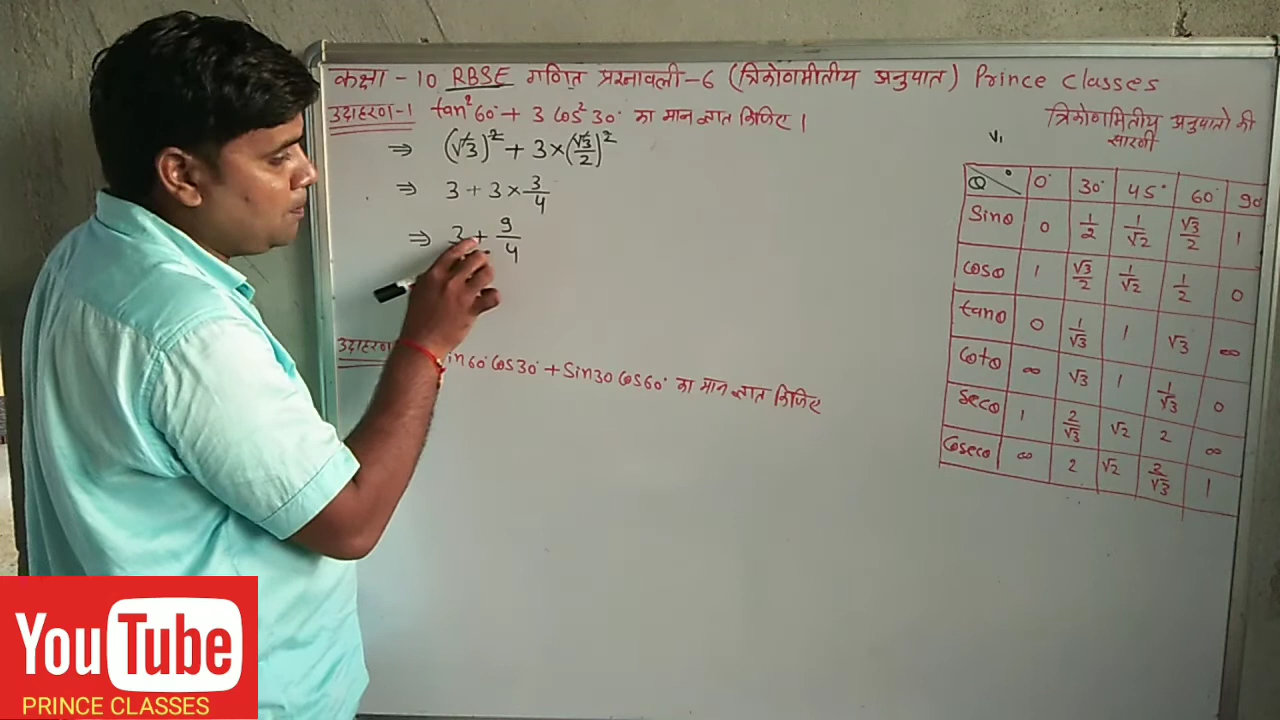 कक्षा - 10 RBSE गणित प्रश्नावली - 6 (त्रिकोणमीतीय अनुपात) Prince Classes
उदाहरण-1 tan²60° + 3 Cos²30° का मान ज्ञात किजिए।
⇒ (√3)² + 3×(√3/2)²
⇒ 3 + 3 × 3/4
⇒ 3 + 9/4
उदाहरण in60° Cos30° + Sin30 Cos60° का मान ज्ञात किजिए
त्रिकोणमितीय अनुपातो की
सारणी
θ ° 0° 30° 45° 60° 90
Sinθ 0 1/2 1/√2 √3/2 1
Cosθ 1 √3/2 1/√2 1/2 0
tanθ 0 1/√3 1 √3 ∞
Cotθ ∞ √3 1 1/√3 0
Secθ 1 2/√3 √2 2 ∞
Cosecθ ∞ 2 √2 2/√3 1
YouTube
PRINCE CLASSES